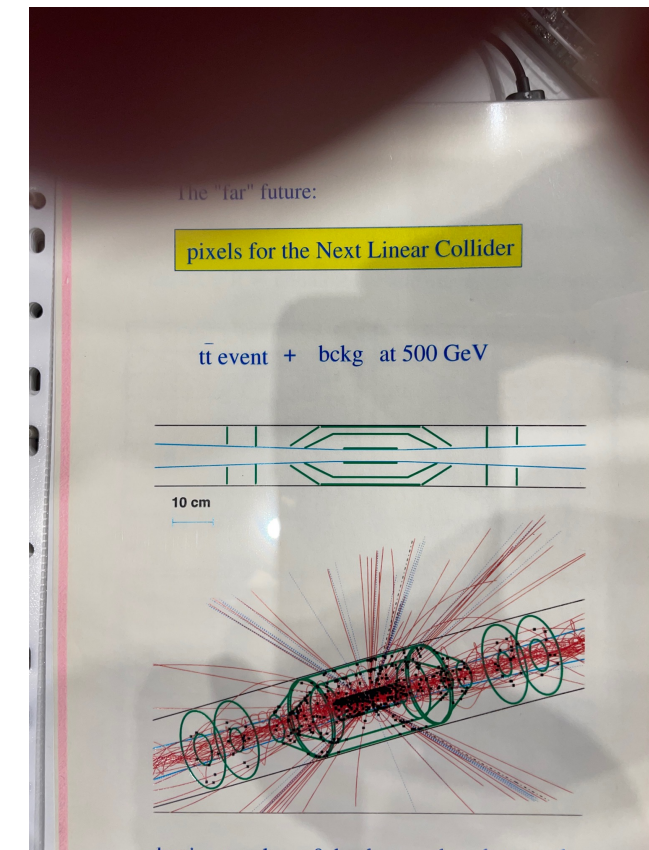 The "far" future:
pixels for the Next Linear Collider
tt̄ event + bckg at 500 GeV
10 cm